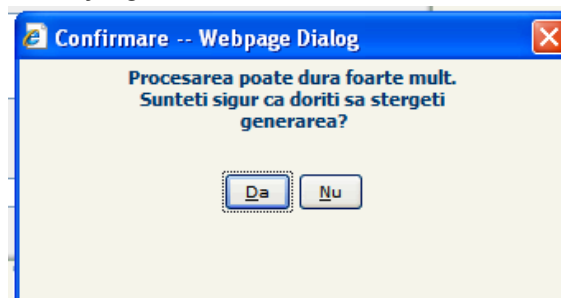 Confirmare -- Webpage Dialog
Procesarea poate dura foarte mult.
Sunteti sigur ca doriti sa stergeti
generarea?
Da Nu